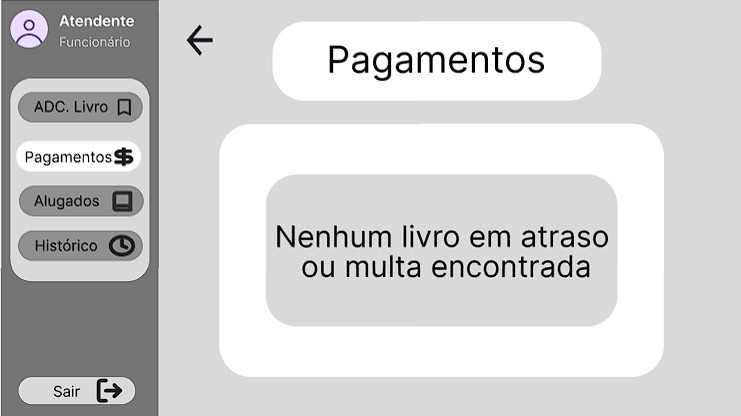 Atendente
Funcionário
ADC. Livro
Pagamentos
Alugados
Histórico
Sair
Pagamentos
Nenhum livro em atraso
ou multa encontrada